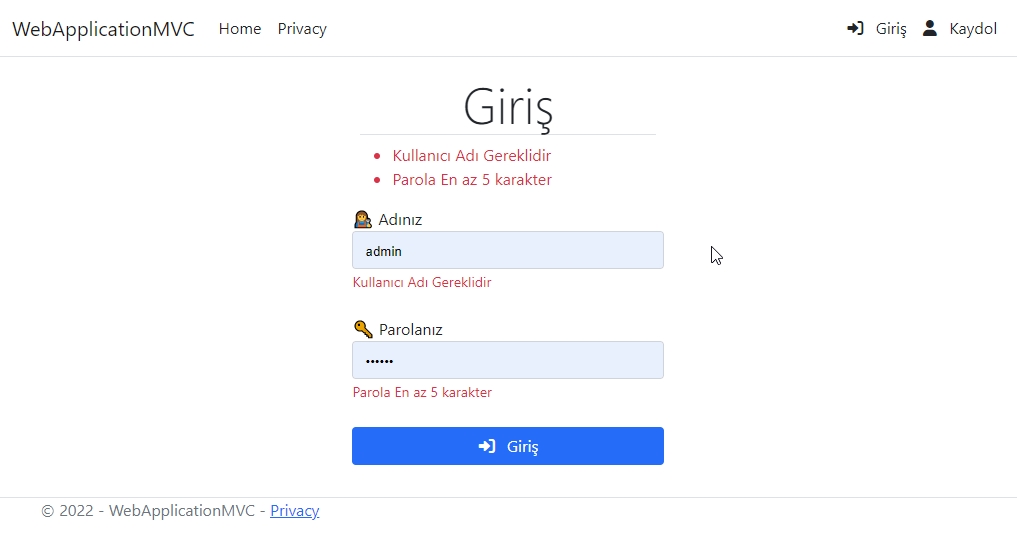 WebApplicationMVC Home Privacy Giriş Kaydol
Giriş
Kullanıcı Adı Gereklidir
Parola En az 5 karakter
Adınız
admin
Kullanıcı Adı Gereklidir
Parolanız
••••••
Parola En az 5 karakter
Giriş
© 2022 - WebApplicationMVC - Privacy